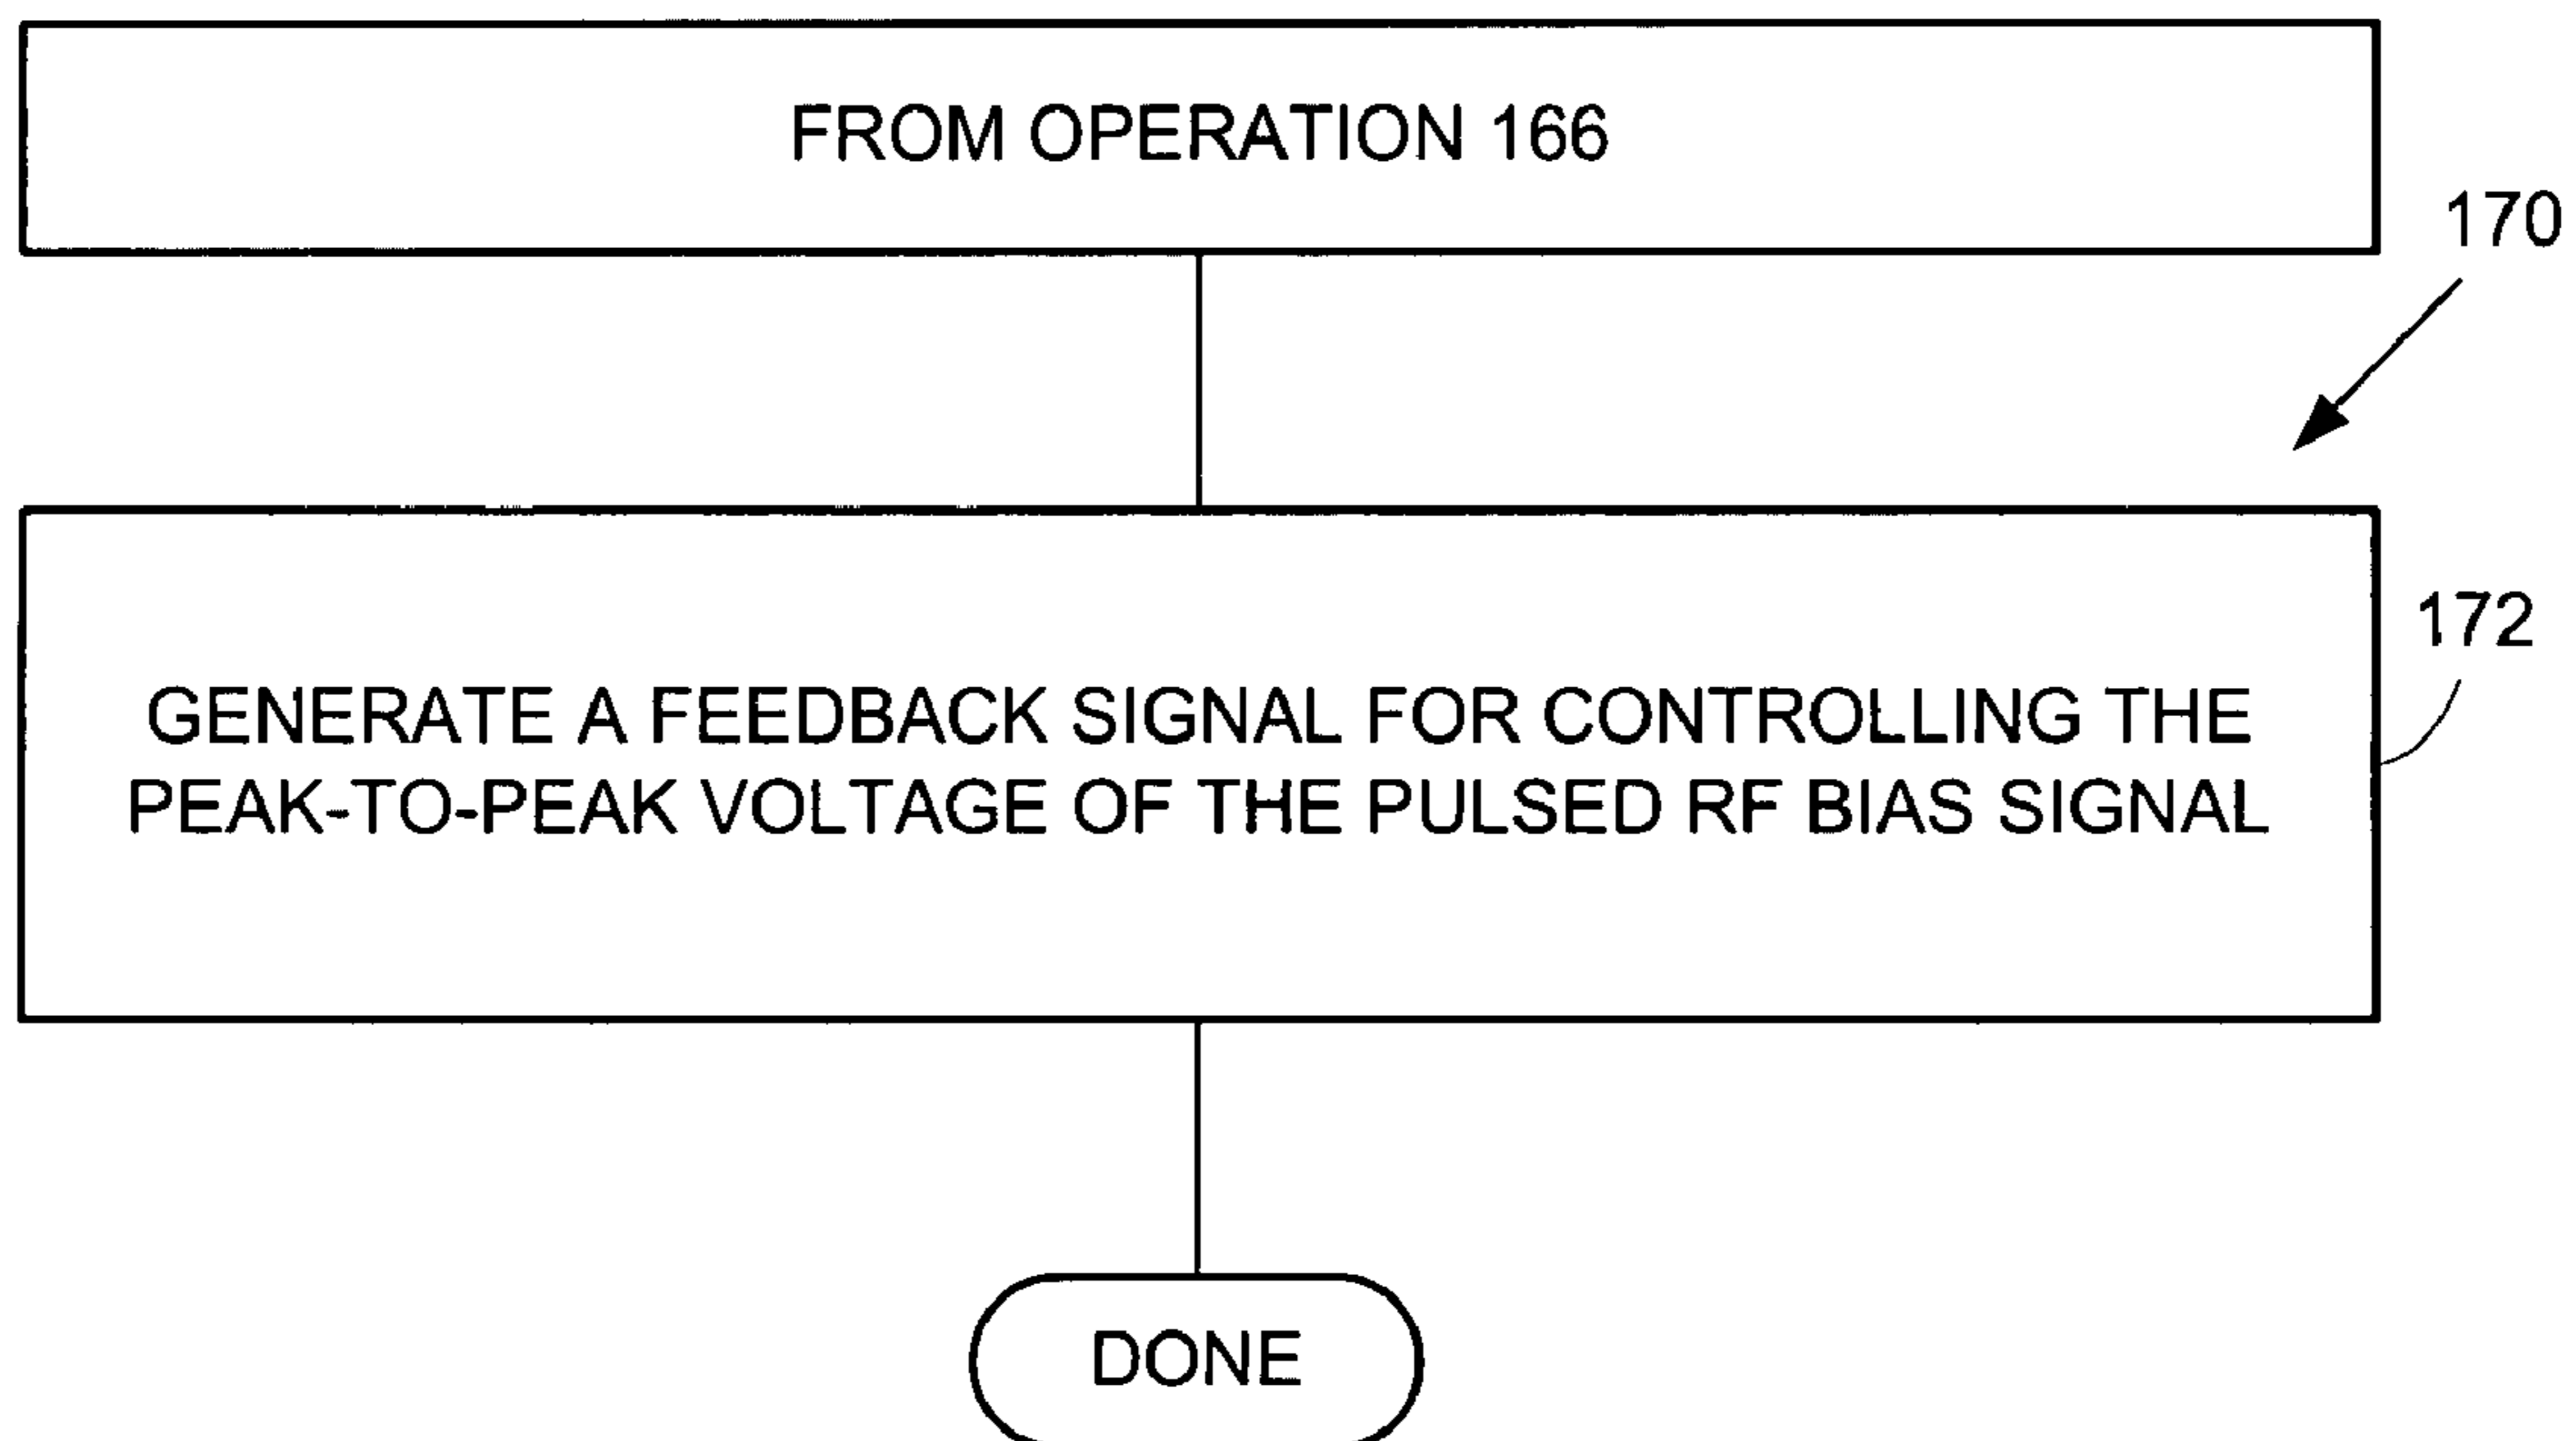 FROM OPERATION 166
170
172
GENERATE A FEEDBACK SIGNAL FOR CONTROLLING THE
PEAK-TO-PEAK VOLTAGE OF THE PULSED RF BIAS SIGNAL
DONE